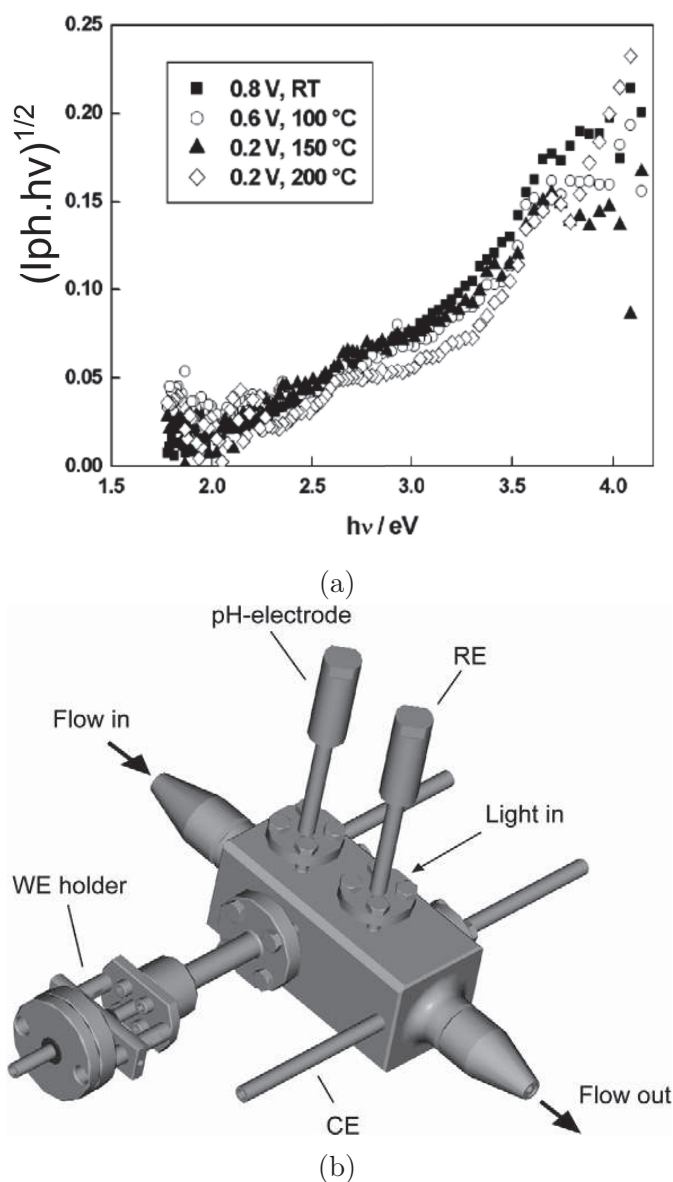 0.25
0.20
0.15
0.10
0.05
0.00
(Iph.hv)1/2
0.8 V, RT
0.6 V, 100 °C
0.2 V, 150 °C
0.2 V, 200 °C
1.5 2.0 2.5 3.0 3.5 4.0
hν / eV
(a)
pH-electrode
RE
Flow in
Light in
WE holder
CE
Flow out
(b)